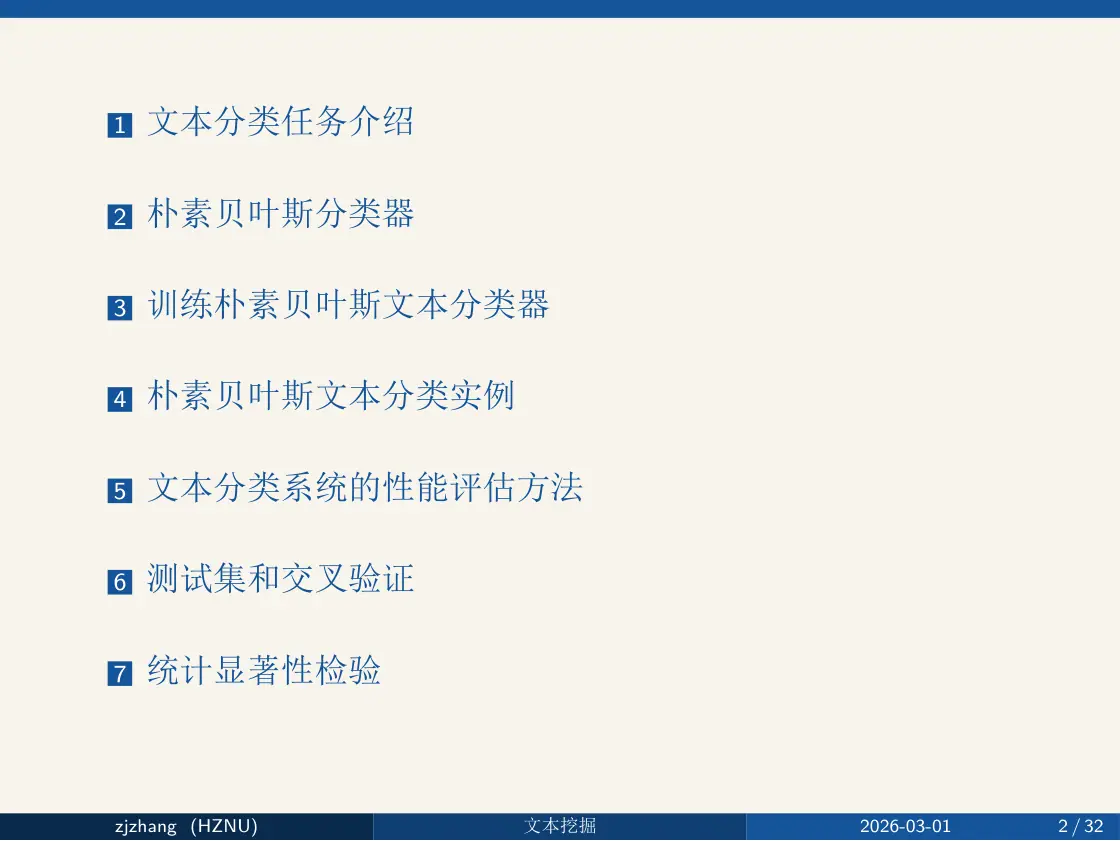 1 文本分类任务介绍
2 朴素贝叶斯分类器
3 训练朴素贝叶斯文本分类器
4 朴素贝叶斯文本分类实例
5 文本分类系统的性能评估方法
6 测试集和交叉验证
7 统计显著性检验
zjzhang (HZNU) 文本挖掘 2026-03-01 2 / 32